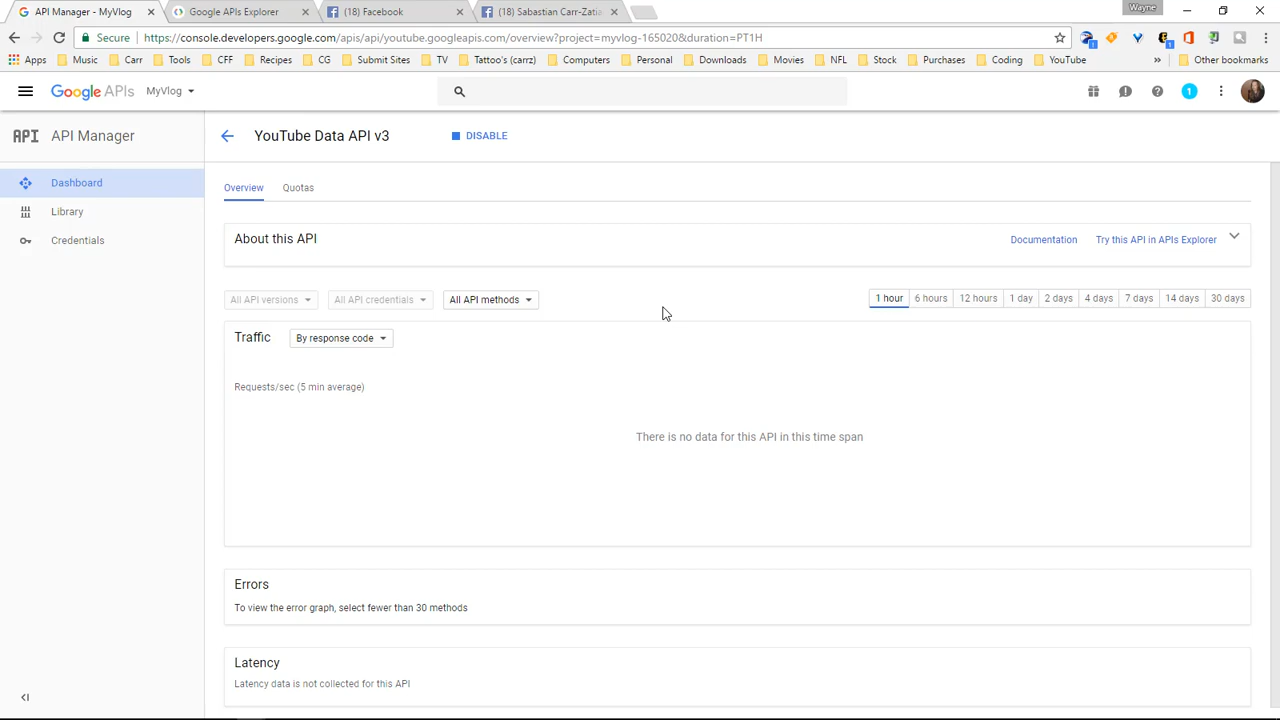 API Manager - MyVlog
Google APIs Explorer
(18) Facebook
(18) Sabastian Carr-Zatia
Wayne
Secure https://console.developers.google.com/apis/api/youtube.googleapis.com/overview?project=myvlog-165020&duration=PT1H
1
1
Apps Music Carr Tools CFF Recipes CG Submit Sites TV Tattoo's (carrz) Computers Personal Downloads Movies NFL Stock Purchases Coding YouTube » Other bookmarks
Google APIs MyVlog
1
API API Manager
YouTube Data API v3
DISABLE
Dashboard
Library
Credentials
Overview
Quotas
About this API
Documentation
Try this API in APIs Explorer
All API versions
All API credentials
All API methods
1 hour 6 hours 12 hours 1 day 2 days 4 days 7 days 14 days 30 days
Traffic
By response code
Requests/sec (5 min average)
There is no data for this API in this time span
Errors
To view the error graph, select fewer than 30 methods
Latency
Latency data is not collected for this API